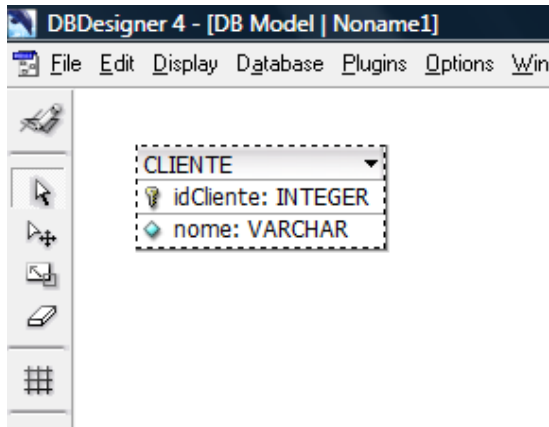 DBDesigner 4 - [DB Model | Noname1]
File Edit Display Database Plugins Options Win
CLIENTE
idCliente: INTEGER
nome: VARCHAR